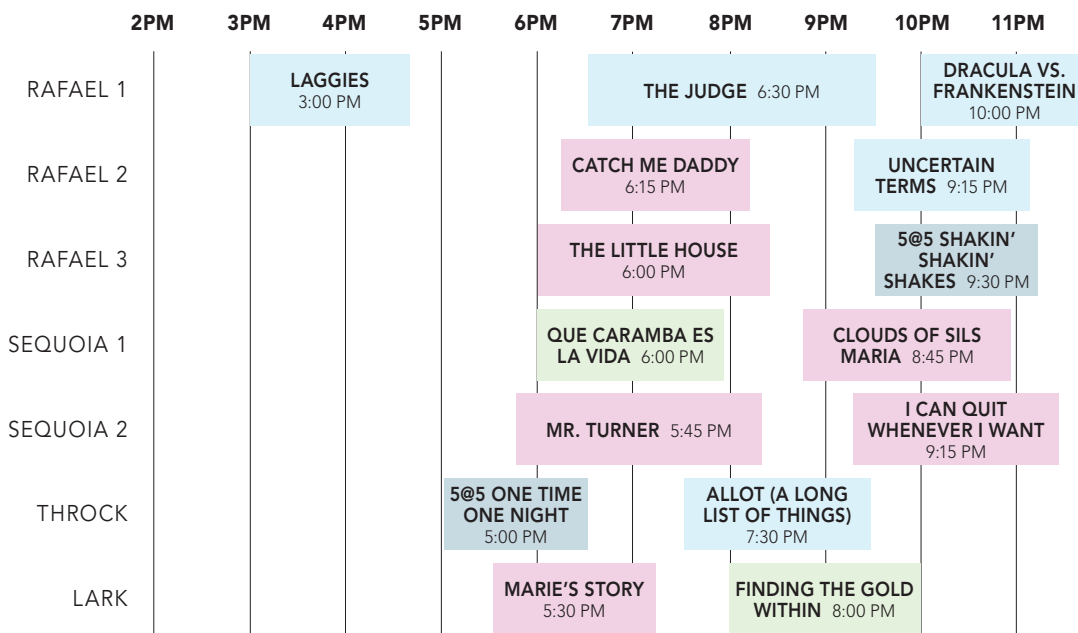 2PM 3PM 4PM 5PM 6PM 7PM 8PM 9PM 10PM 11PM
RAFAEL 1
LAGGIES
3:00 PM
THE JUDGE 6:30 PM
DRACULA VS.
FRANKENSTEIN
10:00 PM
RAFAEL 2
CATCH ME DADDY
6:15 PM
UNCERTAIN
TERMS 9:15 PM
RAFAEL 3
THE LITTLE HOUSE
6:00 PM
5@5 SHAKIN’
SHAKIN’
SHAKES 9:30 PM
SEQUOIA 1
QUE CARAMBA ES
LA VIDA 6:00 PM
CLOUDS OF SILS
MARIA 8:45 PM
SEQUOIA 2
MR. TURNER 5:45 PM
I CAN QUIT
WHENEVER I WANT
9:15 PM
THROCK
5@5 ONE TIME
ONE NIGHT
5:00 PM
ALLOT (A LONG
LIST OF THINGS)
7:30 PM
LARK
MARIE’S STORY
5:30 PM
FINDING THE GOLD
WITHIN 8:00 PM